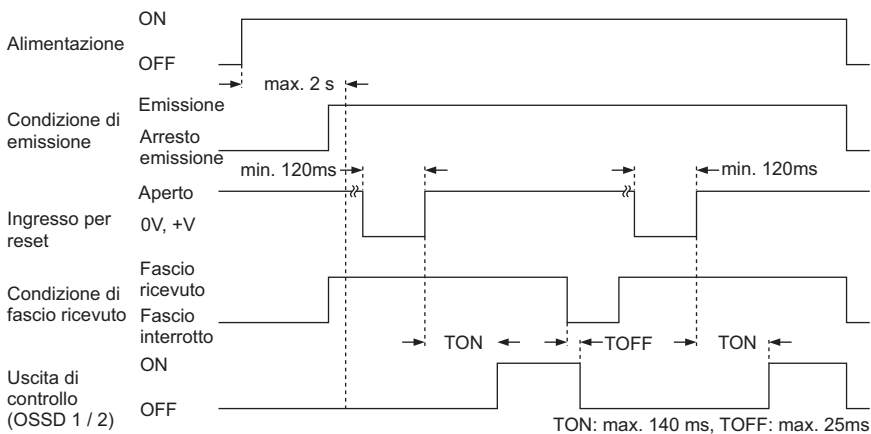 ON
Alimentazione
OFF
max. 2 s
Emissione
Condizione di
emissione
Arresto
emissione
min. 120ms
min. 120ms
Aperto
Ingresso per
reset
0V, +V
Fascio
ricevuto
Condizione di
fascio ricevuto
Fascio
interrotto
TON
TOFF
TON
ON
Uscita di
controllo
(OSSD 1 / 2)
OFF
TON: max. 140 ms, TOFF: max. 25ms